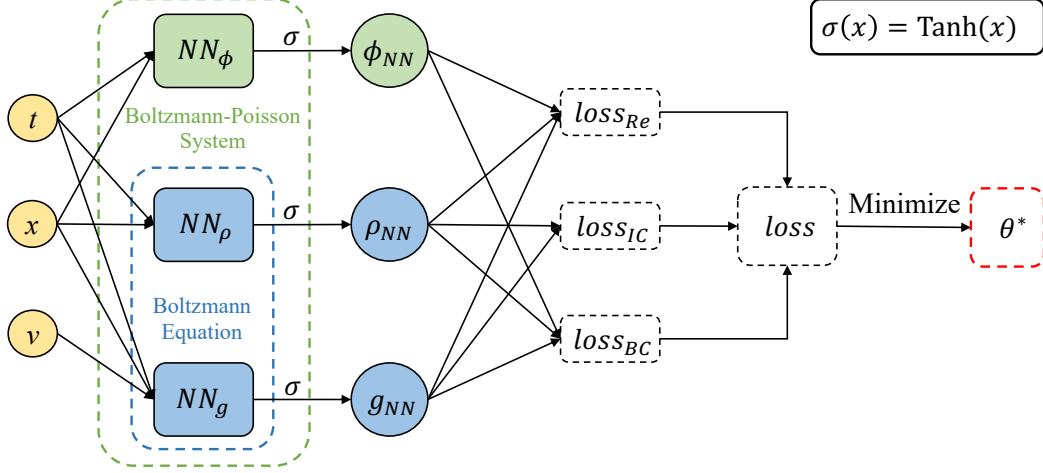 σ(x) = Tanh(x)
NN_ϕ
σ
ϕ_NN
t
Boltzmann-Poisson
System
loss_Re
x
NN_ρ
σ
ρ_NN
loss_IC
loss
Minimize
θ*
Boltzmann
Equation
v
loss_BC
NN_g
σ
g_NN